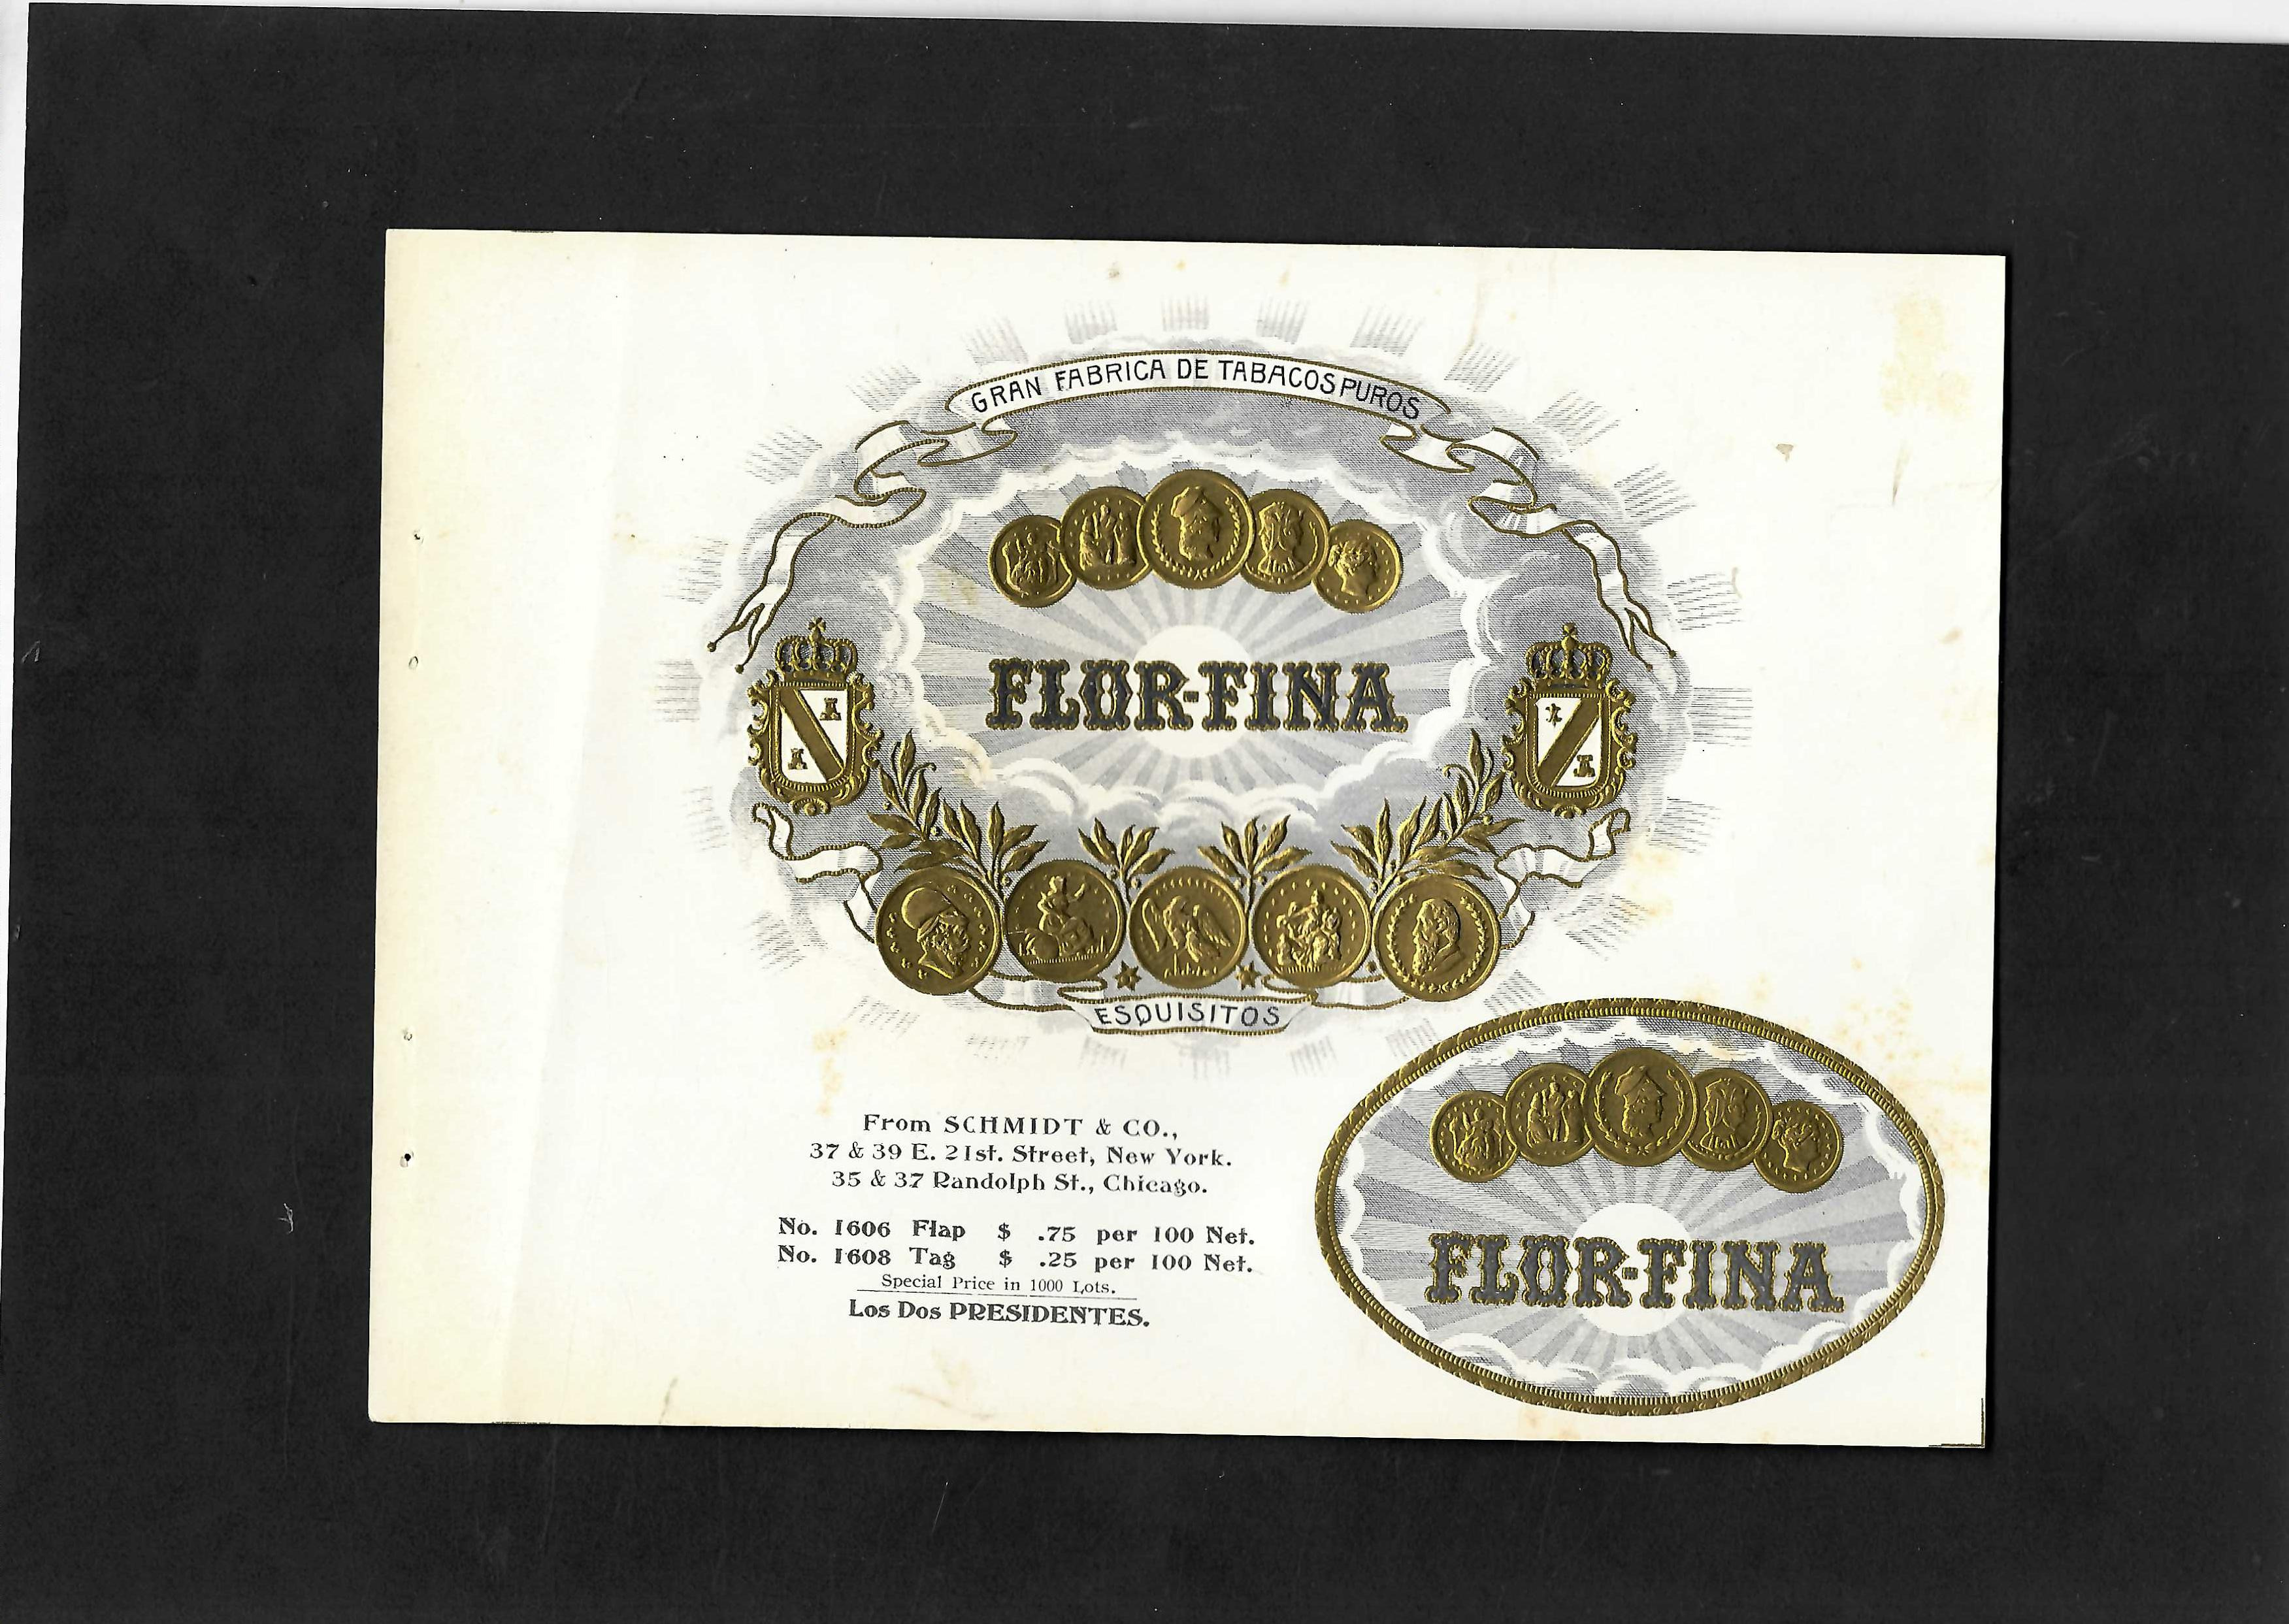 GRAN FABRICA DE TABACOS PUROS
FLOR-FINA
ESQUISITOS
From SCHMIDT & CO.,
37 & 39 E. 21st. Street, New York.
35 & 37 Randolph St., Chicago.
No. 1606 Flap $ .75 per 100 Net.
No. 1608 Tag $ .25 per 100 Net.
Special Price in 1000 Lots.
Los Dos PRESIDENTES.
FLOR-FINA